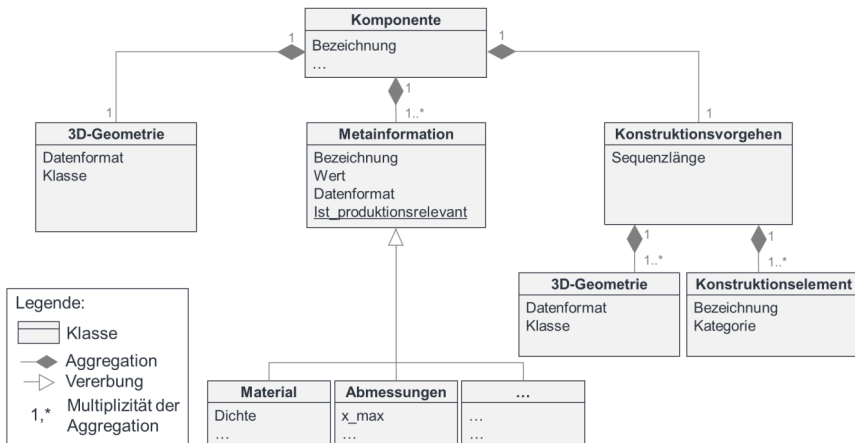 Komponente
Bezeichnung
…
1
1
1
1
1..*
1
3D-Geometrie
Datenformat
Klasse
Metainformation
Bezeichnung
Wert
Datenformat
Ist_produktionsrelevant
Konstruktionsvorgehen
Sequenzlänge
1
1..*
1
1..*
3D-Geometrie
Datenformat
Klasse
Konstruktionselement
Bezeichnung
Kategorie
Legende:
Klasse
Aggregation
Vererbung
1,* Multiplizität der
Aggregation
Material
Dichte
…
Abmessungen
x_max
…
…
…
…